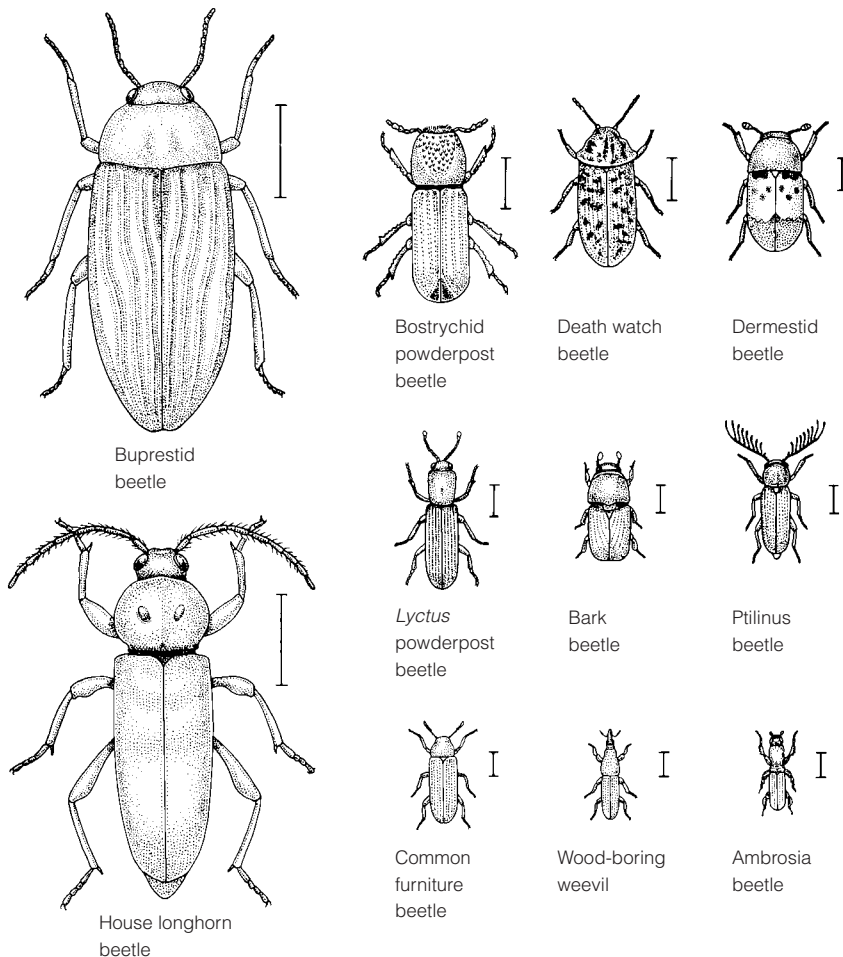 Bostrychid
powderpost
beetle
Death watch
beetle
Dermestid
beetle
Buprestid
beetle
Lyctus
powderpost
beetle
Bark
beetle
Ptilinus
beetle
Common
furniture
beetle
Wood-boring
weevil
Ambrosia
beetle
House longhorn
beetle